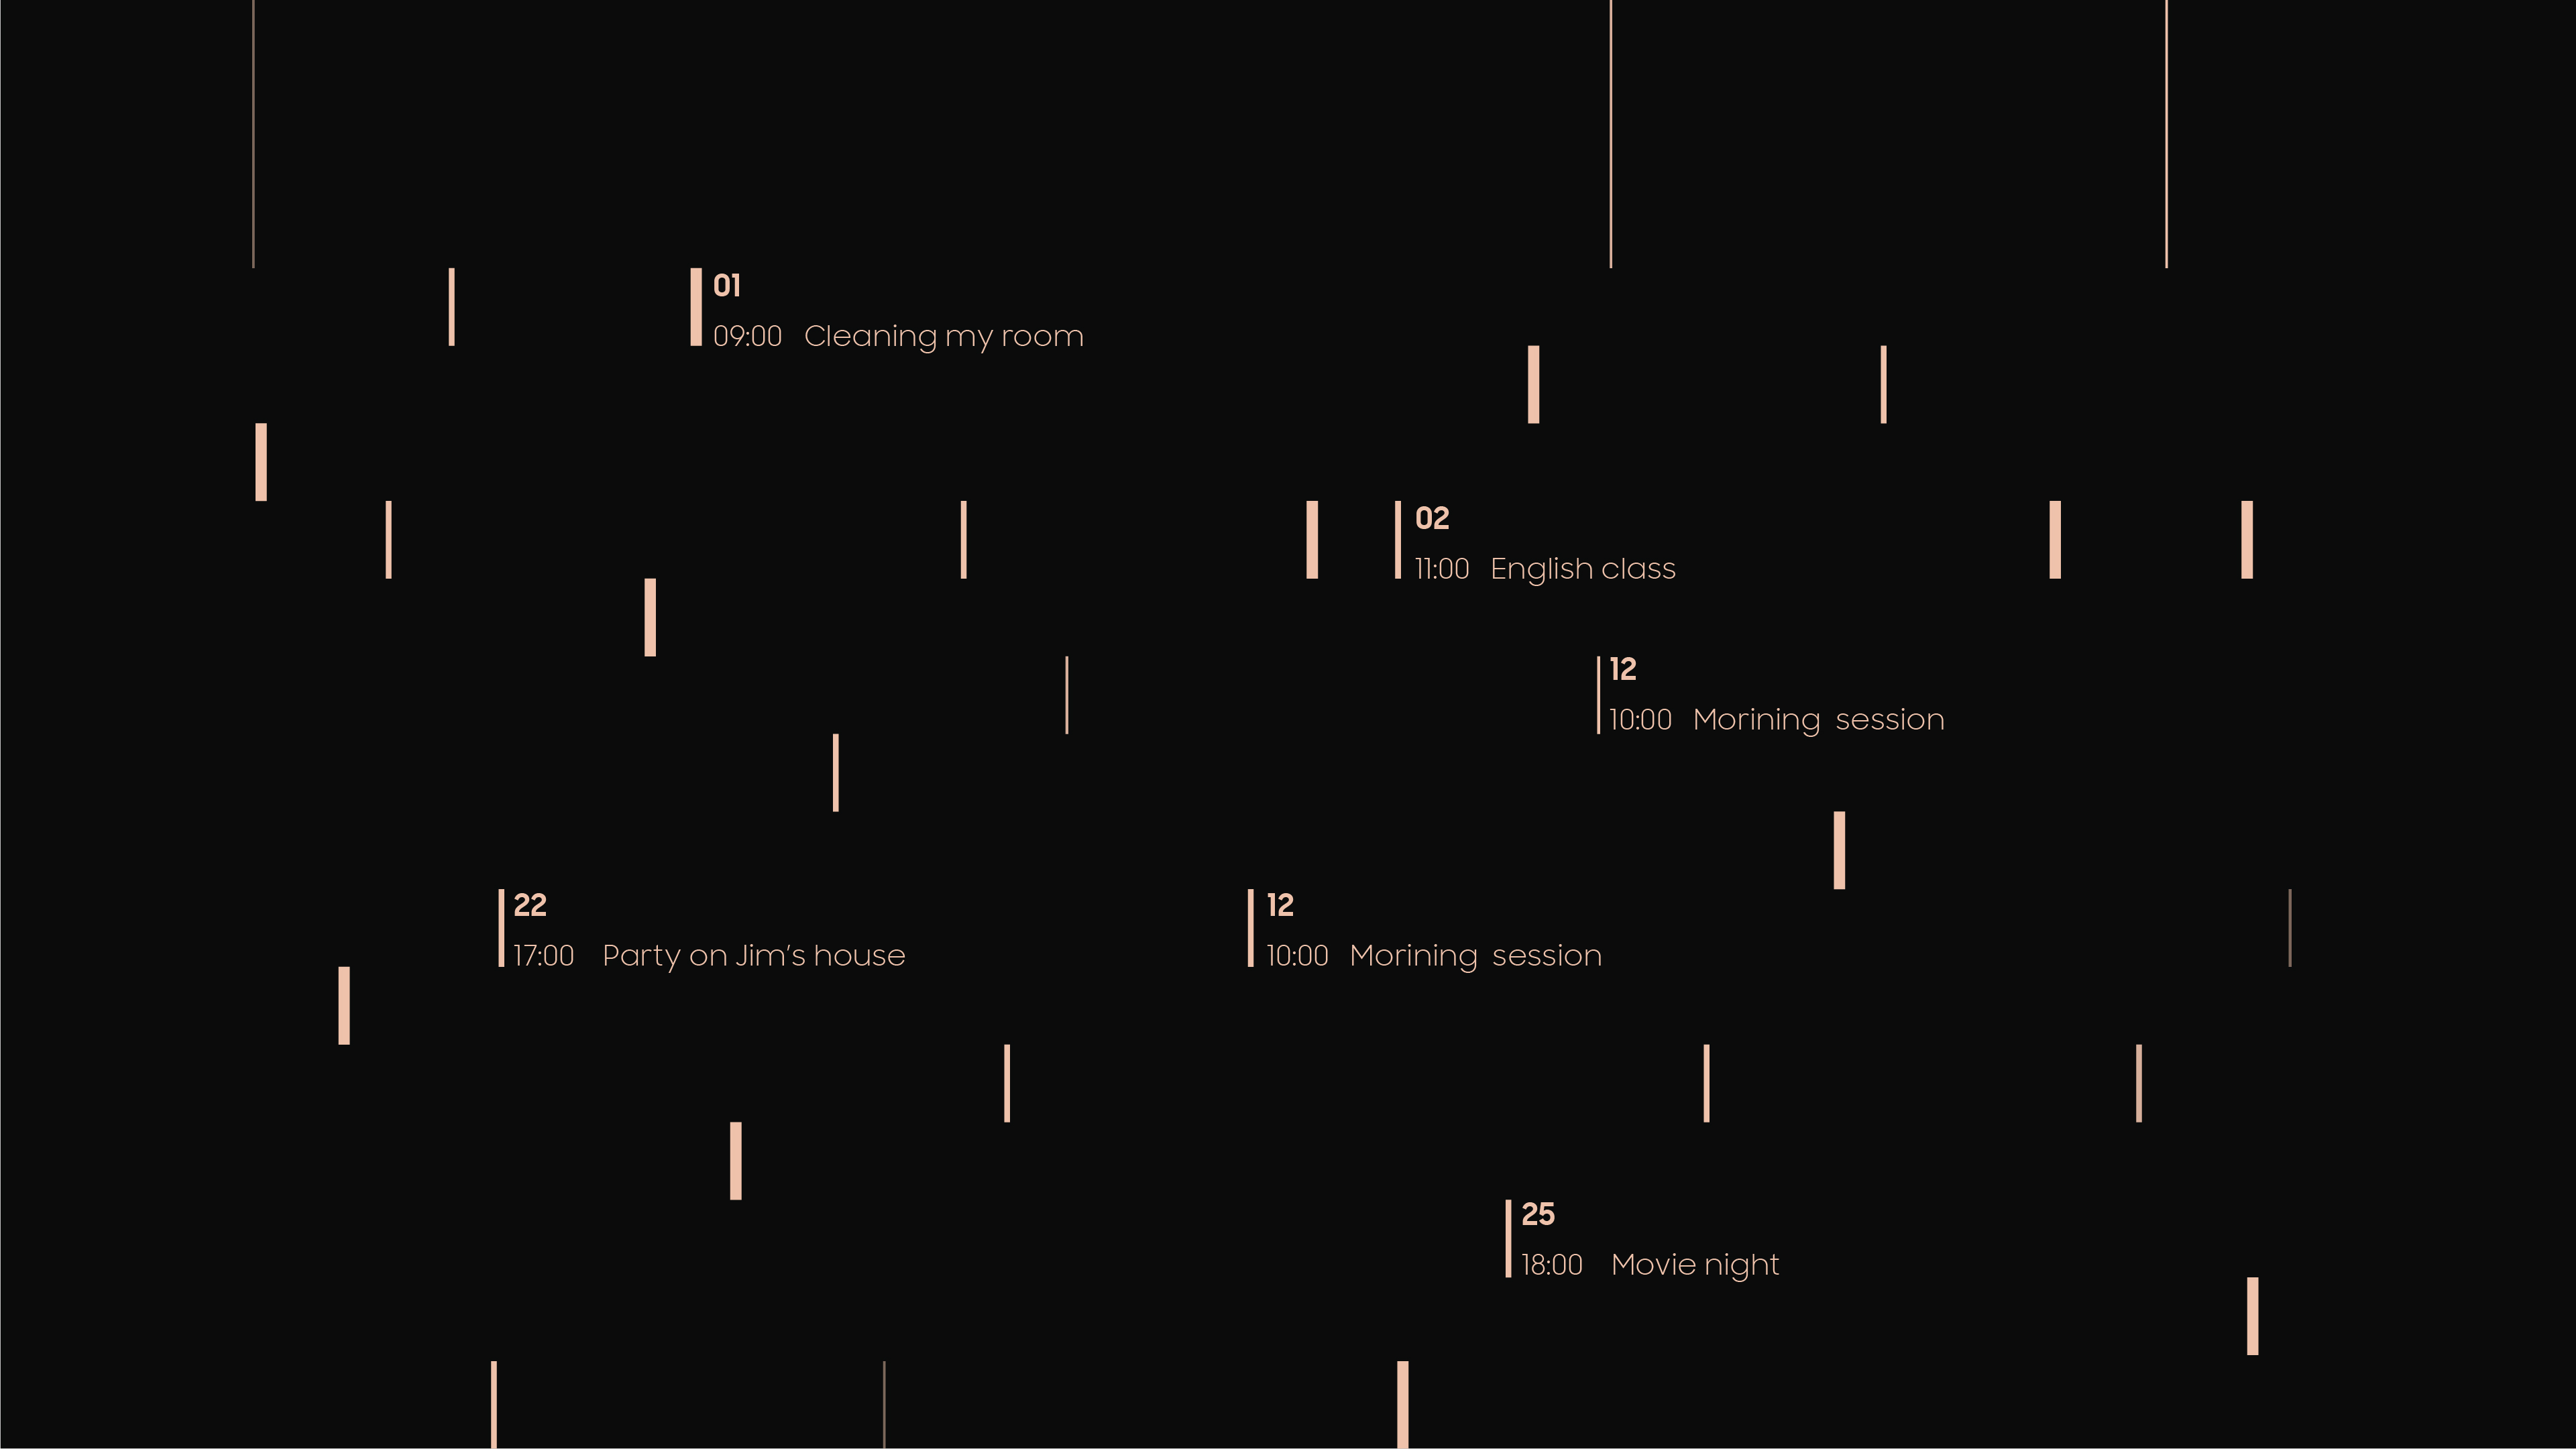 01
09:00 Cleaning my room
02
11:00 English class
12
10:00 Morining session
22
17:00 Party on Jim's house
12
10:00 Morining session
25
18:00 Movie night